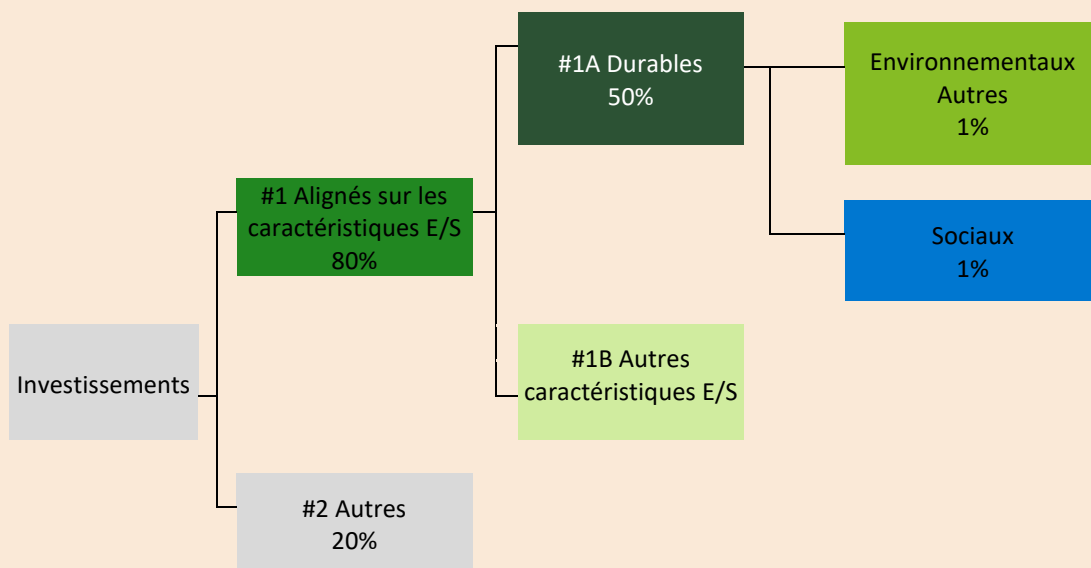 #1A Durables
50%
Environnementaux
Autres
1%
#1 Alignés sur les
caractéristiques E/S
80%
Sociaux
1%
Investissements
#1B Autres
caractéristiques E/S
#2 Autres
20%